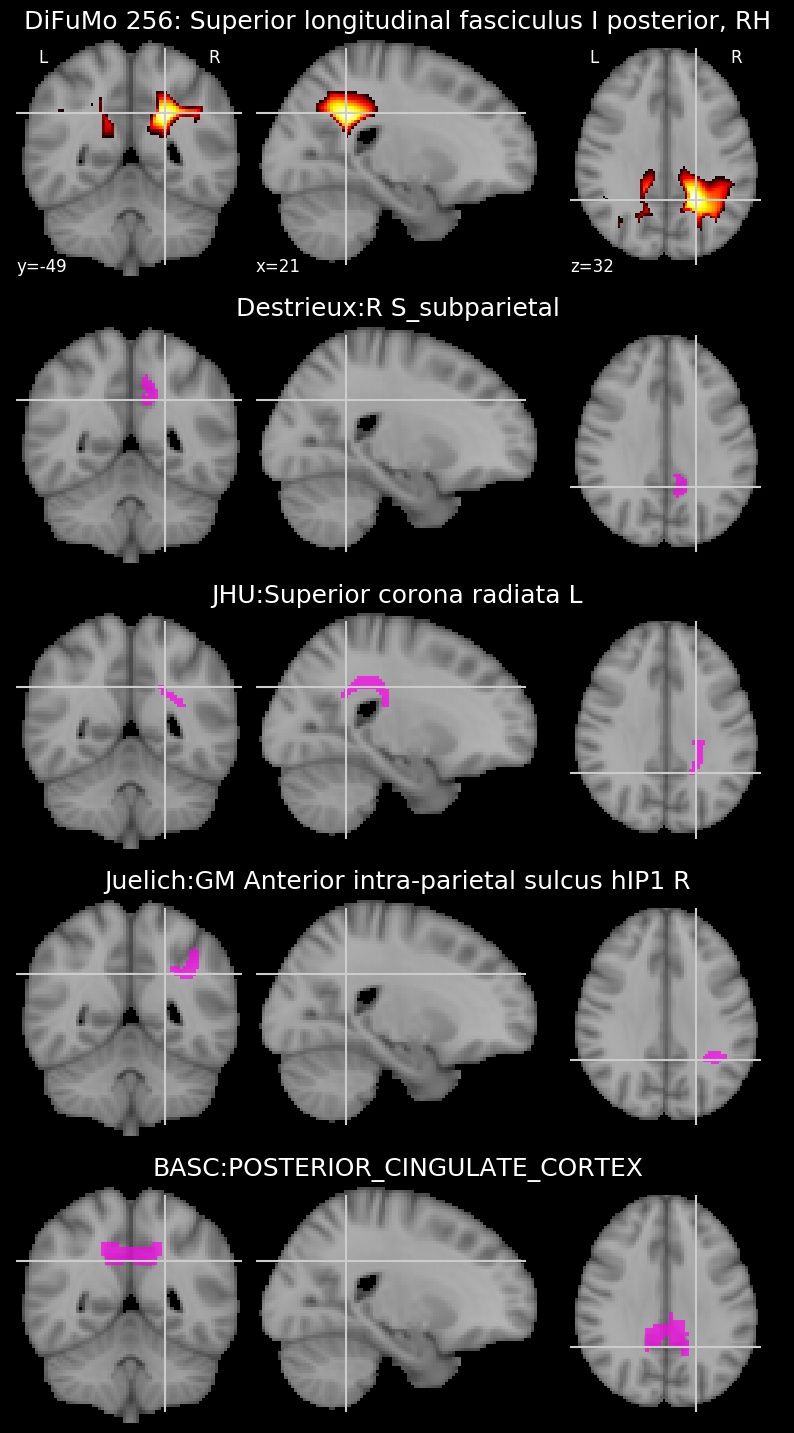 DiFuMo 256: Superior longitudinal fasciculus I posterior, RH
L R L R
y=-49 x=21 z=32
Destrieux:R S_subparietal
JHU:Superior corona radiata L
Juelich:GM Anterior intra-parietal sulcus hIP1 R
BASC:POSTERIOR_CINGULATE_CORTEX